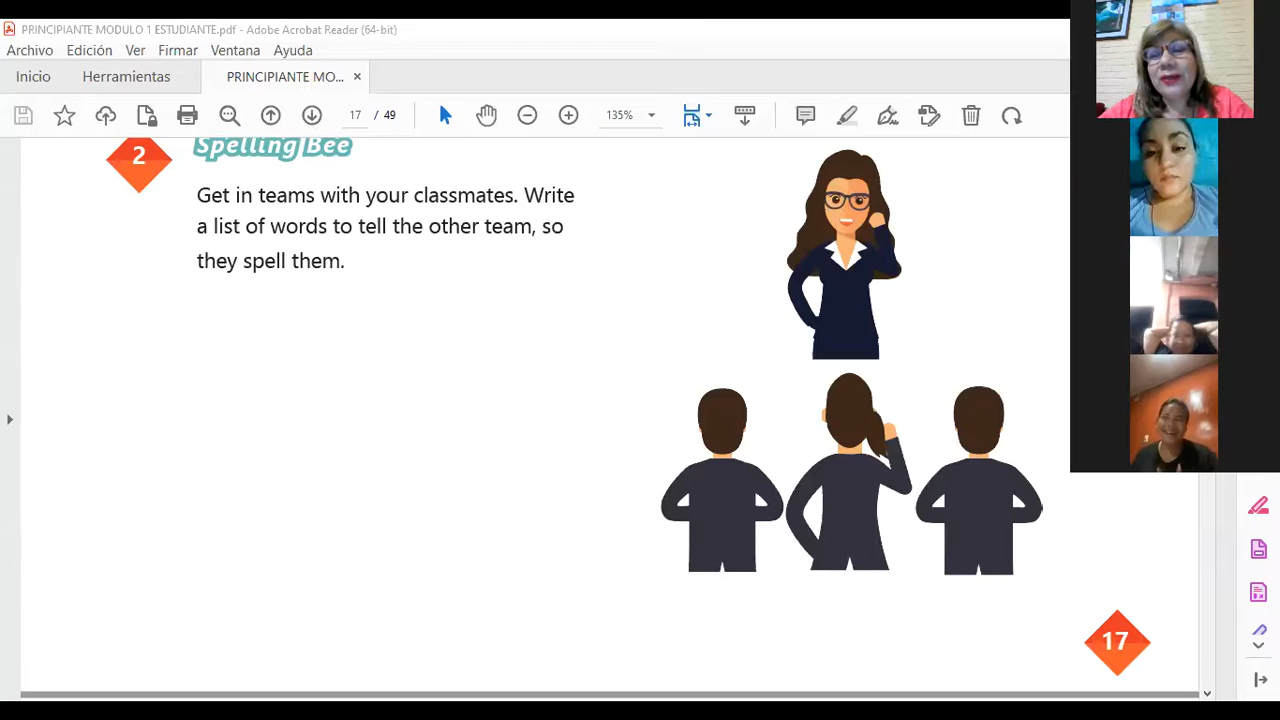 PRINCIPIANTE MODULO 1 ESTUDIANTE.pdf - Adobe Acrobat Reader (64-bit)
Archivo Edición Ver Firmar Ventana Ayuda
Inicio Herramientas PRINCIPIANTE MO... ×
17 / 49 135%
2 Spelling Bee
Get in teams with your classmates. Write
a list of words to tell the other team, so
they spell them.
17